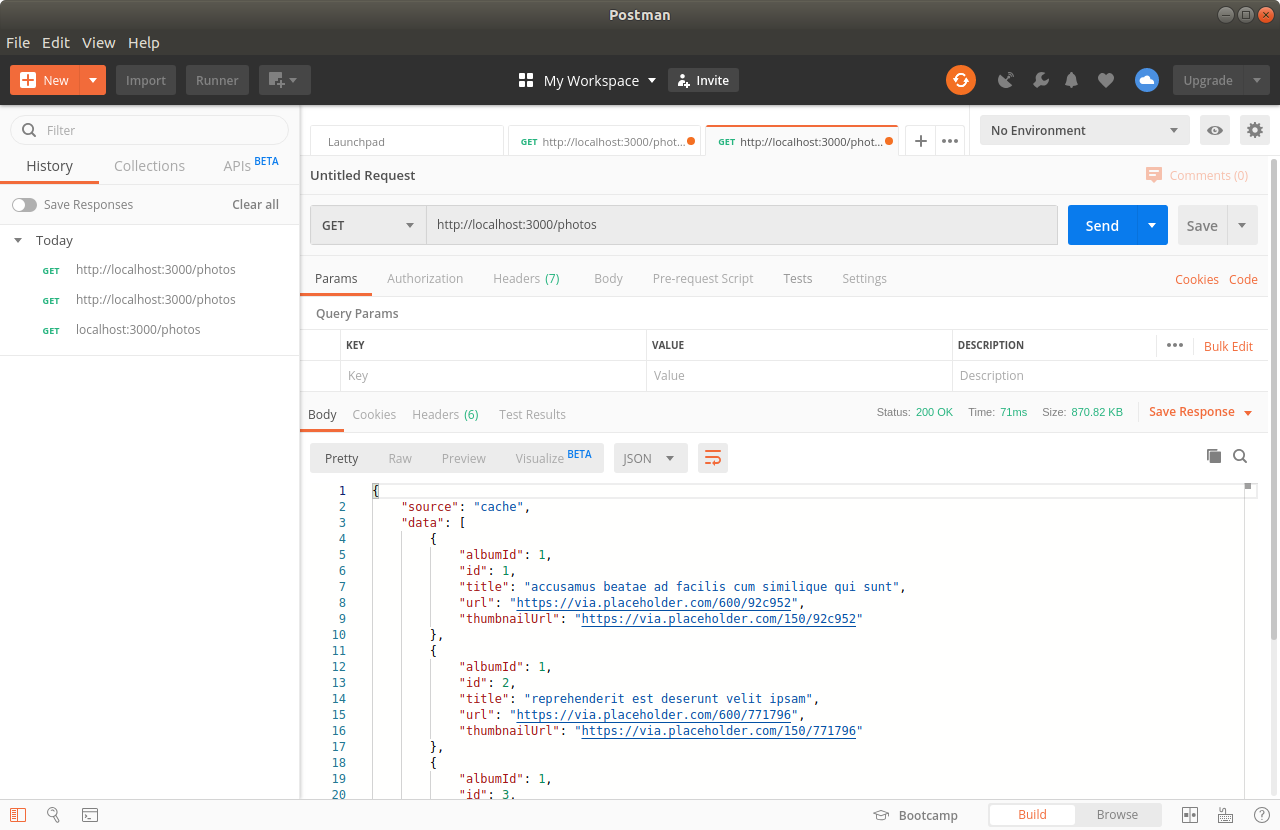 Postman
File Edit View Help
New Import Runner My Workspace Invite Upgrade
Filter
History Collections APIs BETA
Save Responses Clear all
Today
GET http://localhost:3000/photos
GET http://localhost:3000/photos
GET localhost:3000/photos
Launchpad GET http://localhost:3000/phot... GET http://localhost:3000/phot... + ••• No Environment
Untitled Request Comments (0)
GET http://localhost:3000/photos Send Save
Params Authorization Headers (7) Body Pre-request Script Tests Settings Cookies Code
Query Params
KEY VALUE DESCRIPTION ••• Bulk Edit
Key Value Description
Body Cookies Headers (6) Test Results Status: 200 OK Time: 71ms Size: 870.82 KB Save Response
Pretty Raw Preview Visualize BETA JSON
1 {
2 "source": "cache",
3 "data": [
4 {
5 "albumId": 1,
6 "id": 1,
7 "title": "accusamus beatae ad facilis cum similique qui sunt",
8 "url": "https://via.placeholder.com/600/92c952",
9 "thumbnailUrl": "https://via.placeholder.com/150/92c952"
10 },
11 {
12 "albumId": 1,
13 "id": 2,
14 "title": "reprehenderit est deserunt velit ipsam",
15 "url": "https://via.placeholder.com/600/771796",
16 "thumbnailUrl": "https://via.placeholder.com/150/771796"
17 },
18 {
19 "albumId": 1,
20 "id": 3,
Bootcamp Build Browse ?